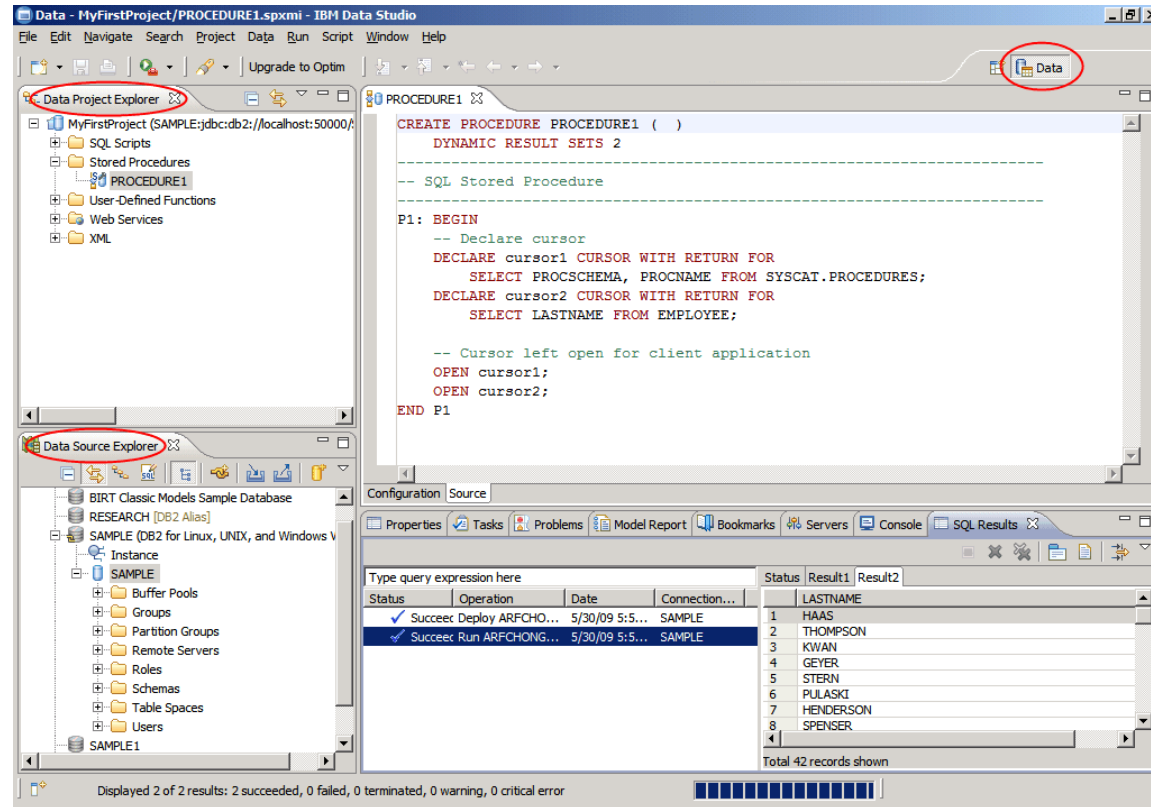 Data - MyFirstProject/PROCEDURE1.spxmi - IBM Data Studio
File Edit Navigate Search Project Data Run Script Window Help
Upgrade to Optim
Data
Data Project Explorer
MyFirstProject (SAMPLE:jdbc:db2://localhost:50000/
SQL Scripts
Stored Procedures
PROCEDURE1
User-Defined Functions
Web Services
XML
PROCEDURE1
CREATE PROCEDURE PROCEDURE1 ( )
DYNAMIC RESULT SETS 2
------------------------------------------------------------------------
-- SQL Stored Procedure
------------------------------------------------------------------------
P1: BEGIN
-- Declare cursor
DECLARE cursor1 CURSOR WITH RETURN FOR
SELECT PROCSCHEMA, PROCNAME FROM SYSCAT.PROCEDURES;
DECLARE cursor2 CURSOR WITH RETURN FOR
SELECT LASTNAME FROM EMPLOYEE;
-- Cursor left open for client application
OPEN cursor1;
OPEN cursor2;
END P1
Configuration Source
Data Source Explorer
BIRT Classic Models Sample Database
RESEARCH [DB2 Alias]
SAMPLE (DB2 for Linux, UNIX, and Windows
Instance
SAMPLE
Buffer Pools
Groups
Partition Groups
Remote Servers
Roles
Schemas
Table Spaces
Users
SAMPLE1
Properties Tasks Problems Model Report Bookmarks Servers Console SQL Results
Type query expression here
Status Operation Date Connection...
Succeec Deploy ARFCHO... 5/30/09 5:5... SAMPLE
Succeec Run ARFCHONG... 5/30/09 5:5... SAMPLE
Status Result1 Result2
LASTNAME
1 HAAS
2 THOMPSON
3 KWAN
4 GEYER
5 STERN
6 PULASKI
7 HENDERSON
8 SPENSER
Total 42 records shown
Displayed 2 of 2 results: 2 succeeded, 0 failed, 0 terminated, 0 warning, 0 critical error